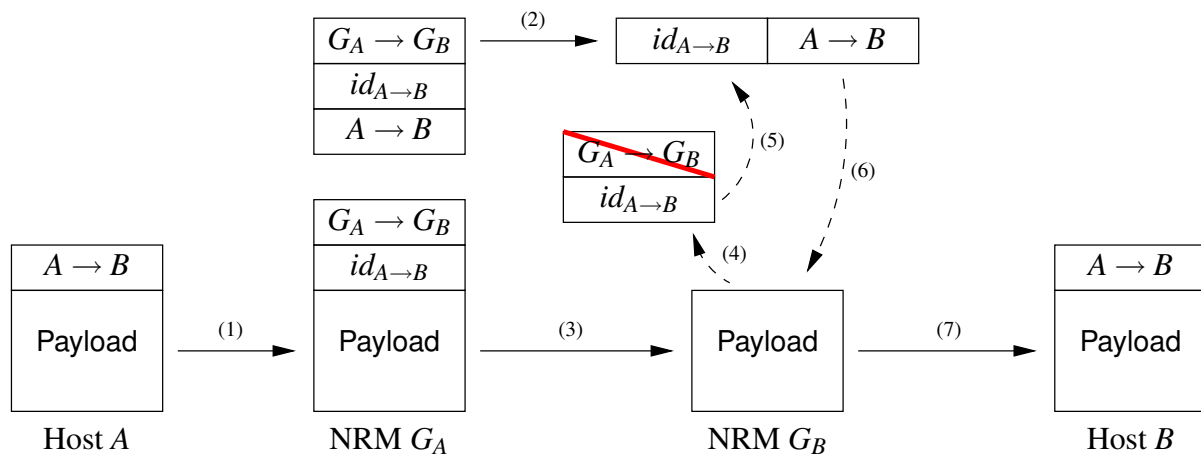 G_A → G_B (2) id_{A→B} A → B
id_{A→B}
A → B
G_A → G_B (5)
id_{A→B} (6)
G_A → G_B
A → B id_{A→B} (4) A → B
Payload (1) Payload (3) Payload (7) Payload
Host A NRM G_A NRM G_B Host B